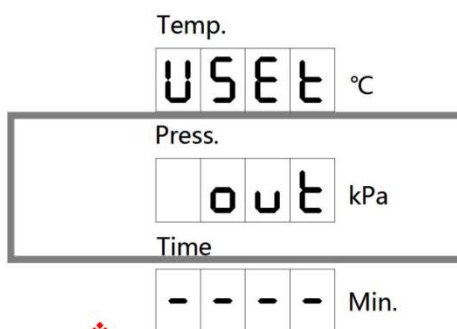 Temp.
USEt ℃
Press.
out kPa
Time
---- Min.